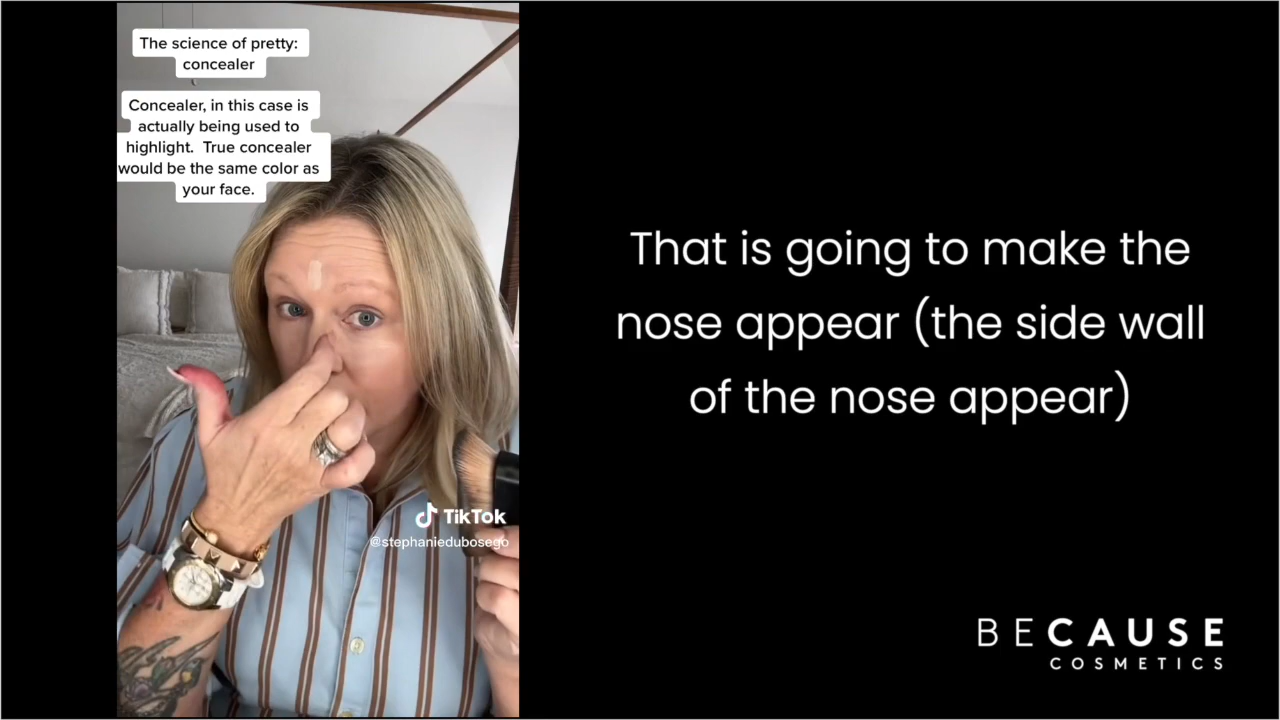 The science of pretty:
concealer
Concealer, in this case is
actually being used to
highlight. True concealer
would be the same color as
your face.
TikTok
@stephaniedubosego
That is going to make the
nose appear (the side wall
of the nose appear)
BECAUSE
COSMETICS